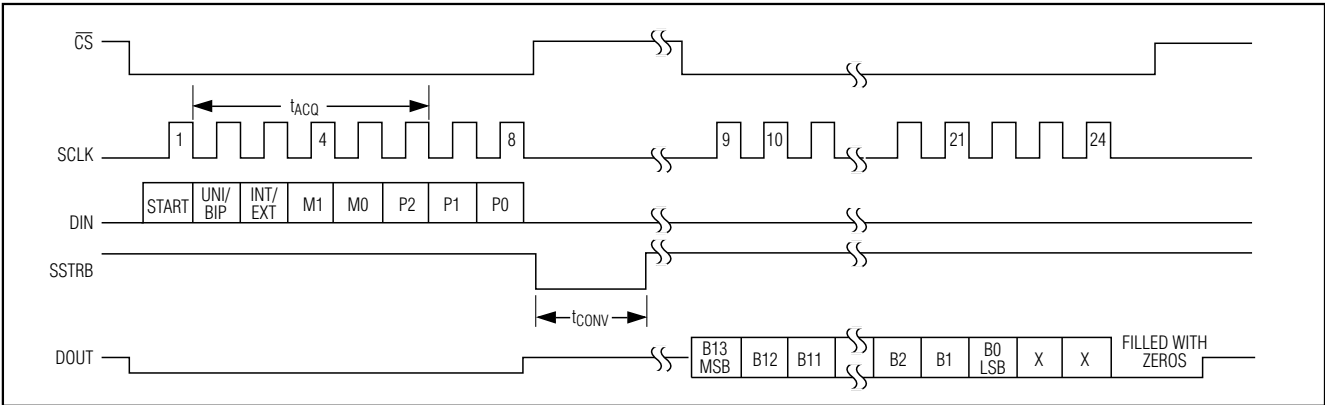 CS
tACQ
SCLK
1
4
8
9
10
21
24
DIN
START
UNI/
BIP
INT/
EXT
M1
M0
P2
P1
P0
SSTRB
tCONV
DOUT
B13
MSB
B12
B11
B2
B1
B0
LSB
X
X
FILLED WITH
ZEROS